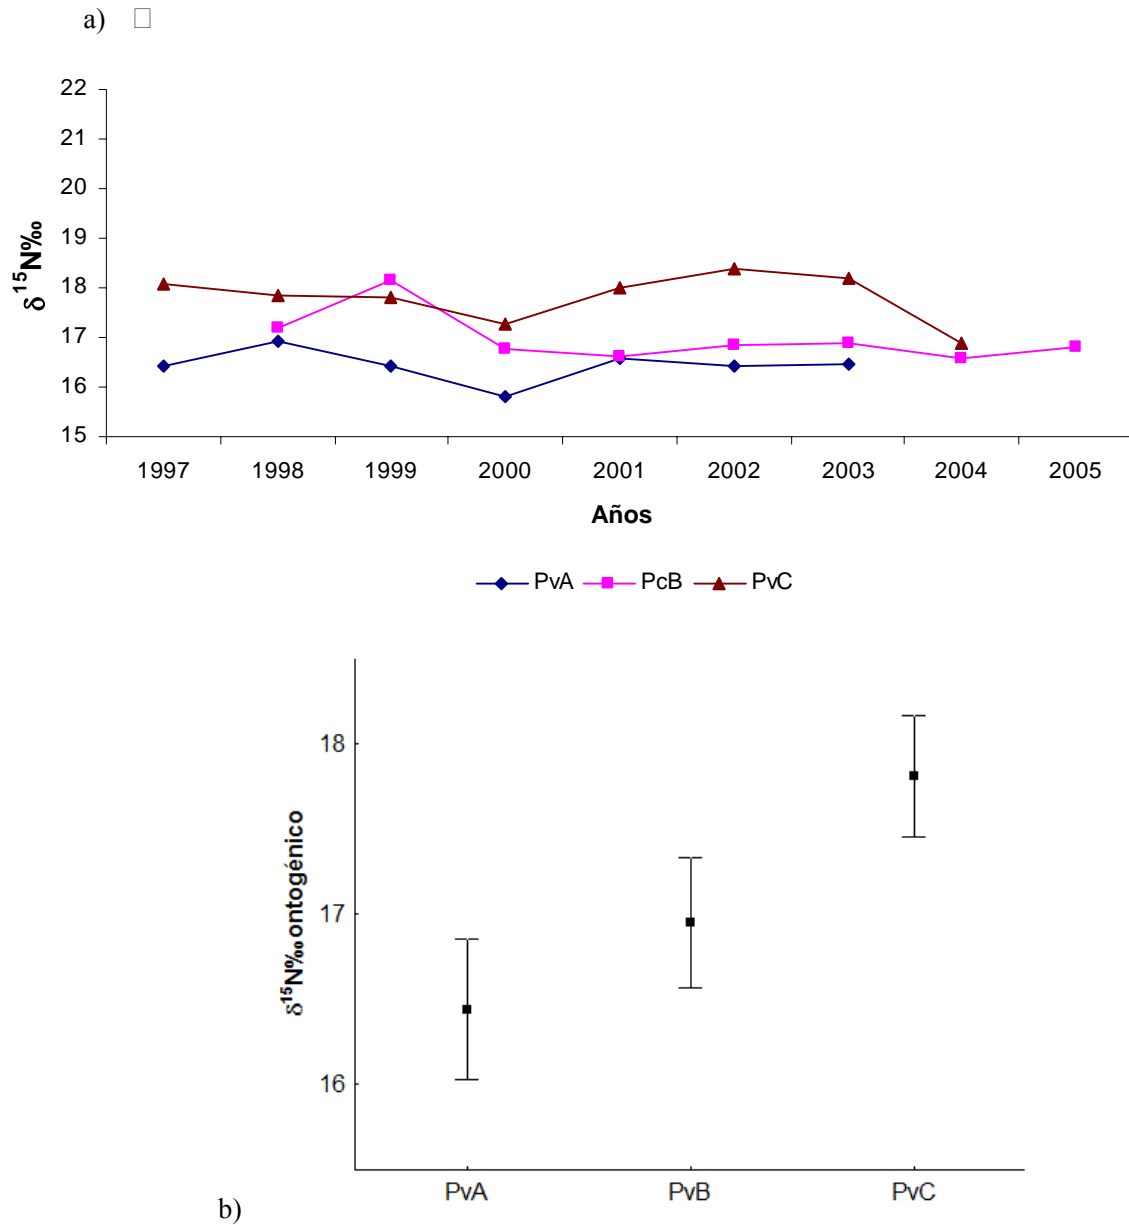 a) □
22
21
20
19
18
17
16
15
δ¹⁵N‰
1997 1998 1999 2000 2001 2002 2003 2004 2005
Años
PvA PcB PvC
18
17
16
δ¹⁵N‰ ontogénico
PvA PvB PvC
b)